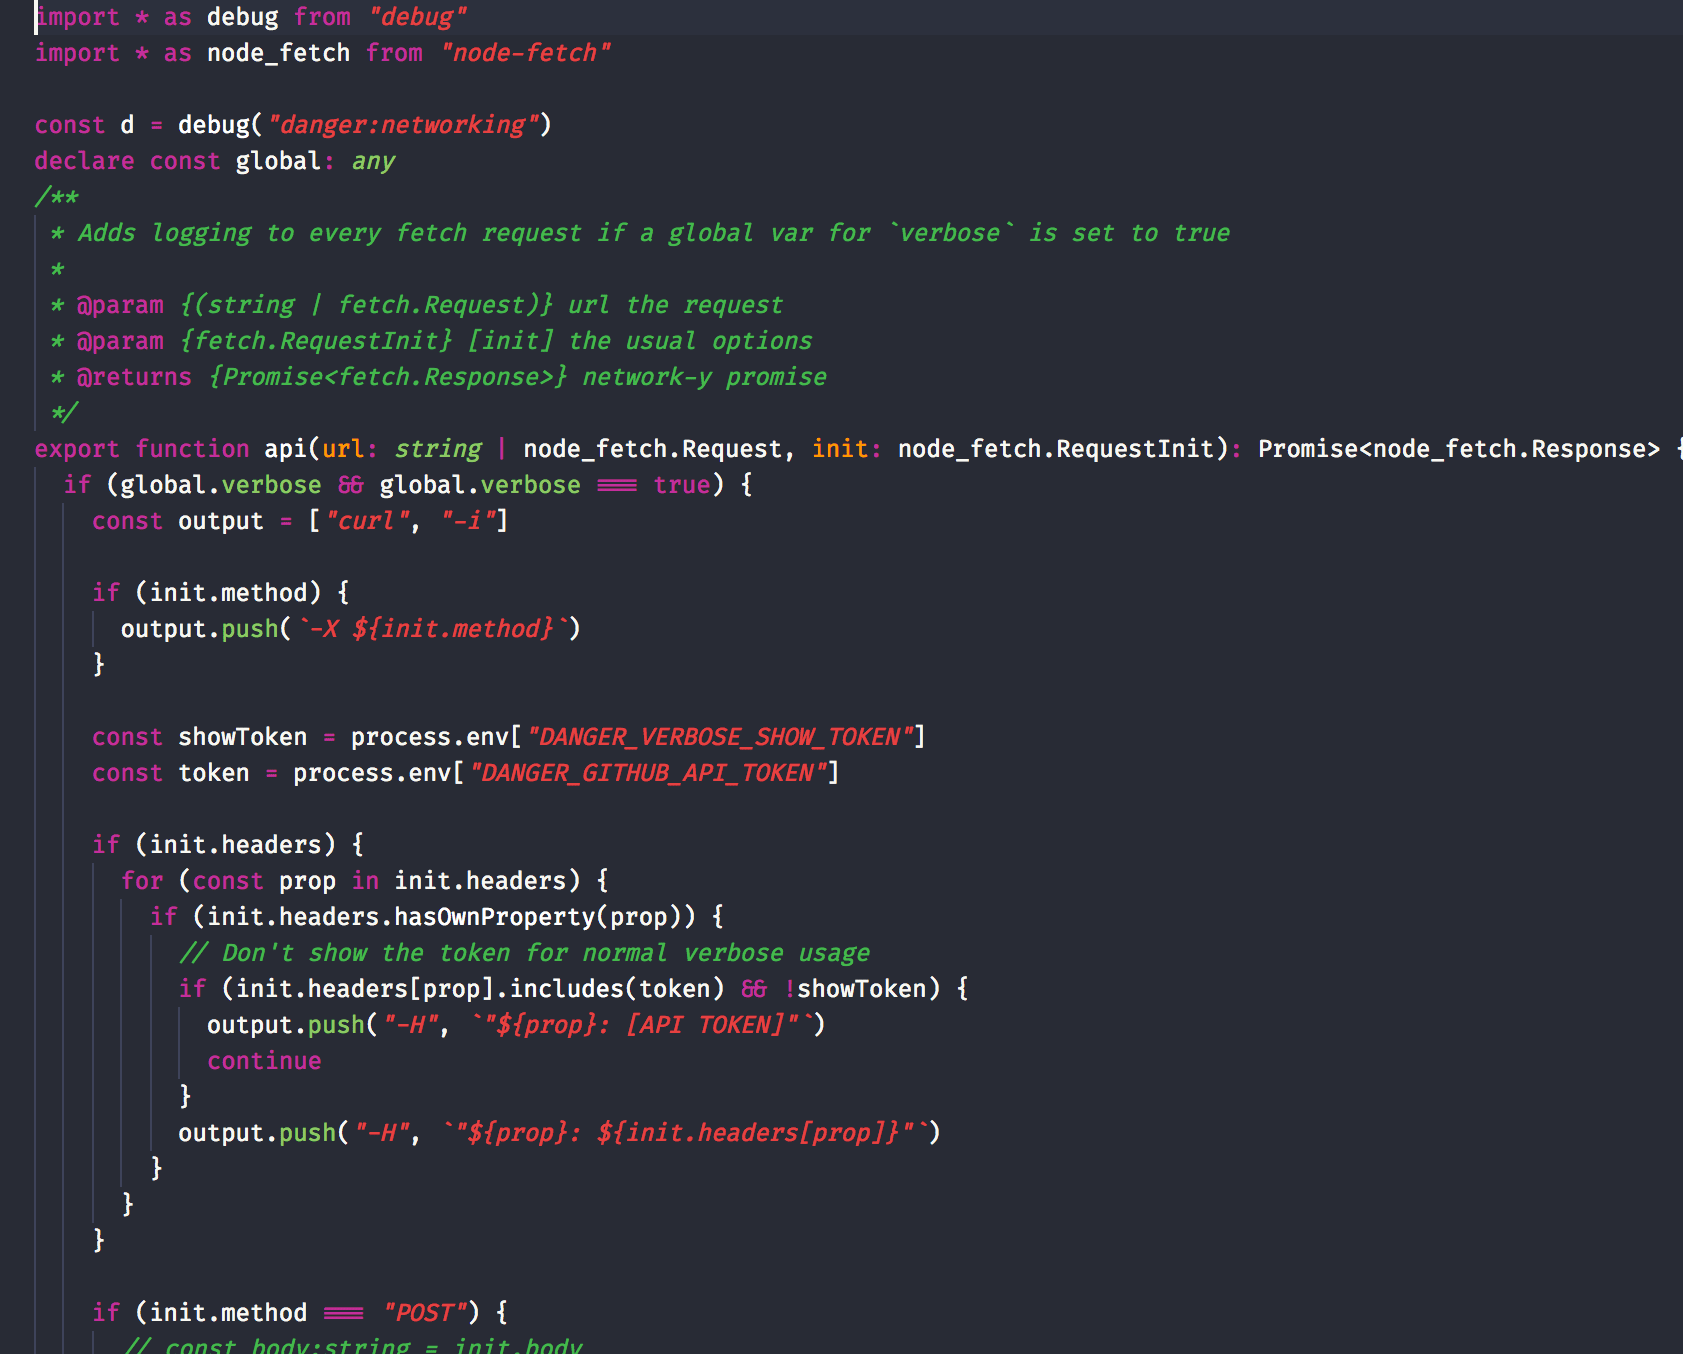 import * as debug from "debug"
import * as node_fetch from "node-fetch"

const d = debug("danger:networking")
declare const global: any
/**
 * Adds logging to every fetch request if a global var for `verbose` is set to true
 *
 * @param {(string | fetch.Request)} url the request
 * @param {fetch.RequestInit} [init] the usual options
 * @returns {Promise<fetch.Response>} network-y promise
 */
export function api(url: string | node_fetch.Request, init: node_fetch.RequestInit): Promise<node_fetch.Response> {
  if (global.verbose && global.verbose === true) {
    const output = ["curl", "-i"]

    if (init.method) {
      output.push(`-X ${init.method}`)
    }

    const showToken = process.env["DANGER_VERBOSE_SHOW_TOKEN"]
    const token = process.env["DANGER_GITHUB_API_TOKEN"]

    if (init.headers) {
      for (const prop in init.headers) {
        if (init.headers.hasOwnProperty(prop)) {
          // Don't show the token for normal verbose usage
          if (init.headers[prop].includes(token) && !showToken) {
            output.push("-H", `"${prop}: [API TOKEN]"`)
            continue
          }
          output.push("-H", `"${prop}: ${init.headers[prop]}"`)
        }
      }
    }

    if (init.method === "POST") {
      // const body:string = init.body